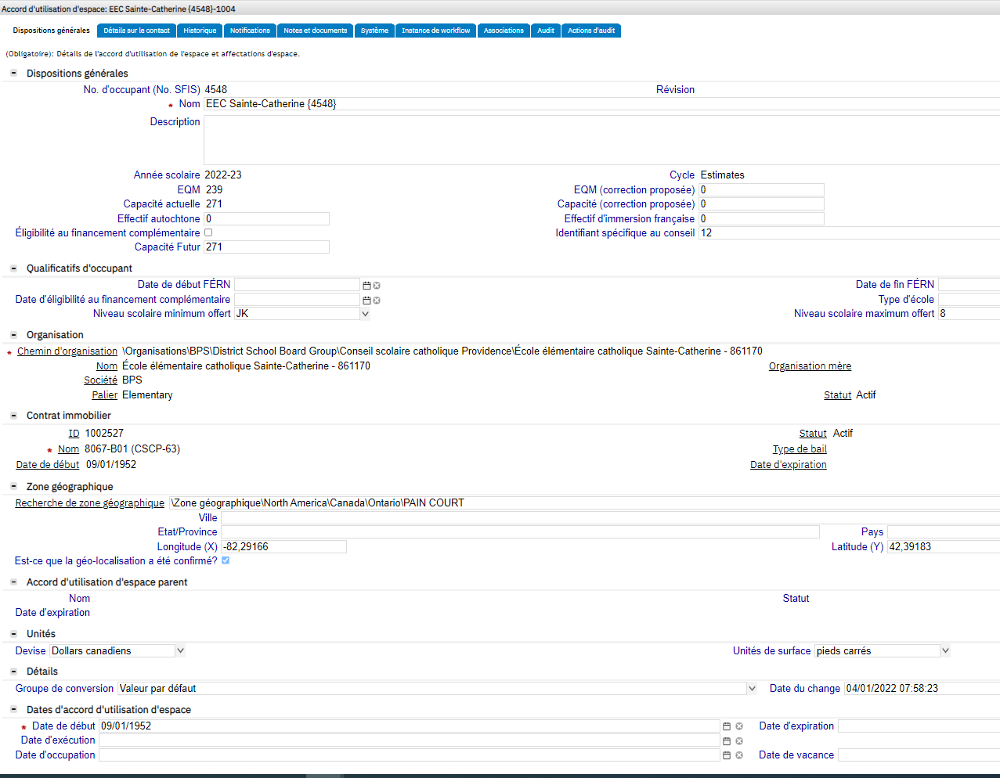 Accord d'utilisation d'espace: EEC Sainte-Catherine {4548}-1004
Dispositions générales Détails sur le contact Historique Notifications Notes et documents Système Instance de workflow Associations Audit Actions d'audit
(Obligatoire): Détails de l'accord d'utilisation de l'espace et affectations d'espace.
Dispositions générales
No. d'occupant (No. SFIS) 4548 Révision
* Nom EEC Sainte-Catherine {4548}
Description
Année scolaire 2022-23 Cycle Estimates
EQM 239 EQM (correction proposée) 0
Capacité actuelle 271 Capacité (correction proposée) 0
Effectif autochtone 0 Effectif d'immersion française 0
Éligibilité au financement complémentaire Identifiant spécifique au conseil 12
Capacité Futur 271
Qualificatifs d'occupant
Date de début FÉRN Date de fin FÉRN
Date d'éligibilité au financement complémentaire Type d'école
Niveau scolaire minimum offert JK Niveau scolaire maximum offert 8
Organisation
* Chemin d'organisation \Organisations\BPS\District School Board Group\Conseil scolaire catholique Providence\École élémentaire catholique Sainte-Catherine - 861170
Nom École élémentaire catholique Sainte-Catherine - 861170 Organisation mère
Société BPS
Palier Elementary Statut Actif
Contrat immobilier
ID 1002527 Statut Actif
* Nom 8067-B01 (CSCP-63) Type de bail
Date de début 09/01/1952 Date d'expiration
Zone géographique
Recherche de zone géographique \Zone géographique\North America\Canada\Ontario\PAIN COURT
Ville
Etat/Province Pays
Longitude (X) -82,29166 Latitude (Y) 42,39183
Est-ce que la géo-localisation a été confirmé?
Accord d'utilisation d'espace parent
Nom Statut
Date d'expiration
Unités
Devise Dollars canadiens Unités de surface pieds carrés
Détails
Groupe de conversion Valeur par défaut Date du change 04/01/2022 07:58:23
Dates d'accord d'utilisation d'espace
* Date de début 09/01/1952 Date d'expiration
Date d'exécution
Date d'occupation Date de vacance